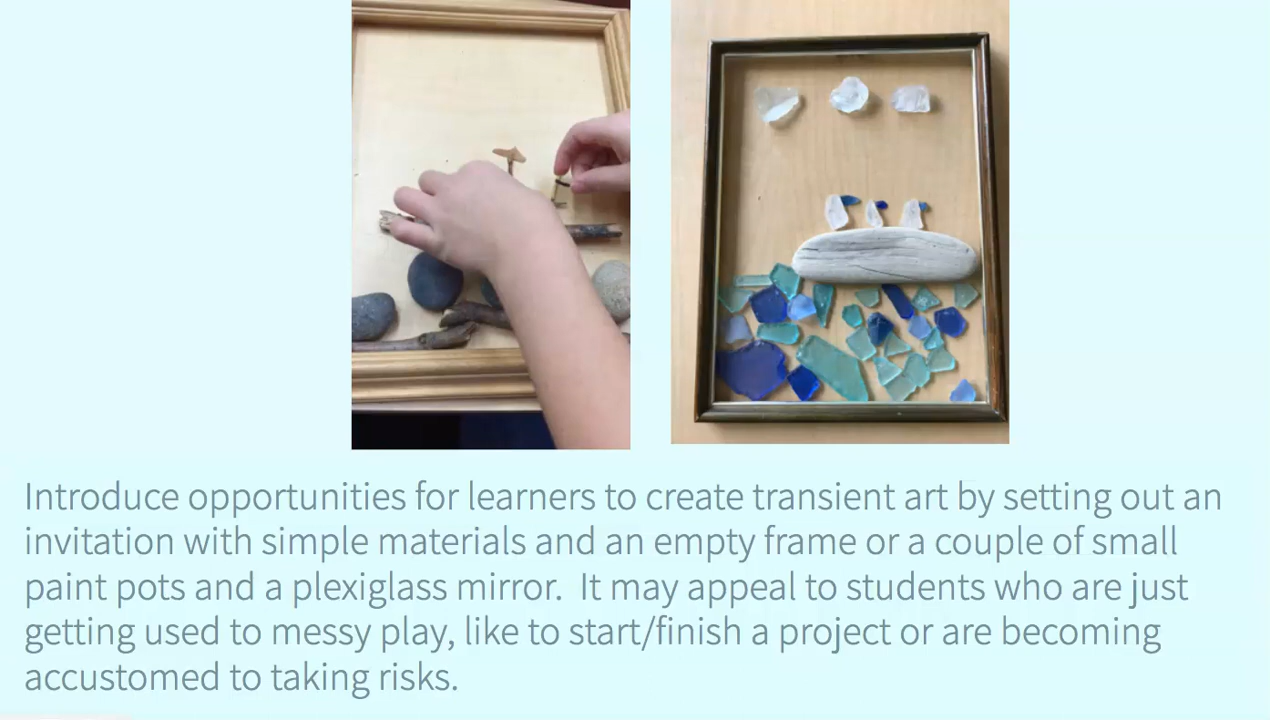 Introduce opportunities for learners to create transient art by setting out an
invitation with simple materials and an empty frame or a couple of small
paint pots and a plexiglass mirror.  It may appeal to students who are just
getting used to messy play, like to start/finish a project or are becoming
accustomed to taking risks.